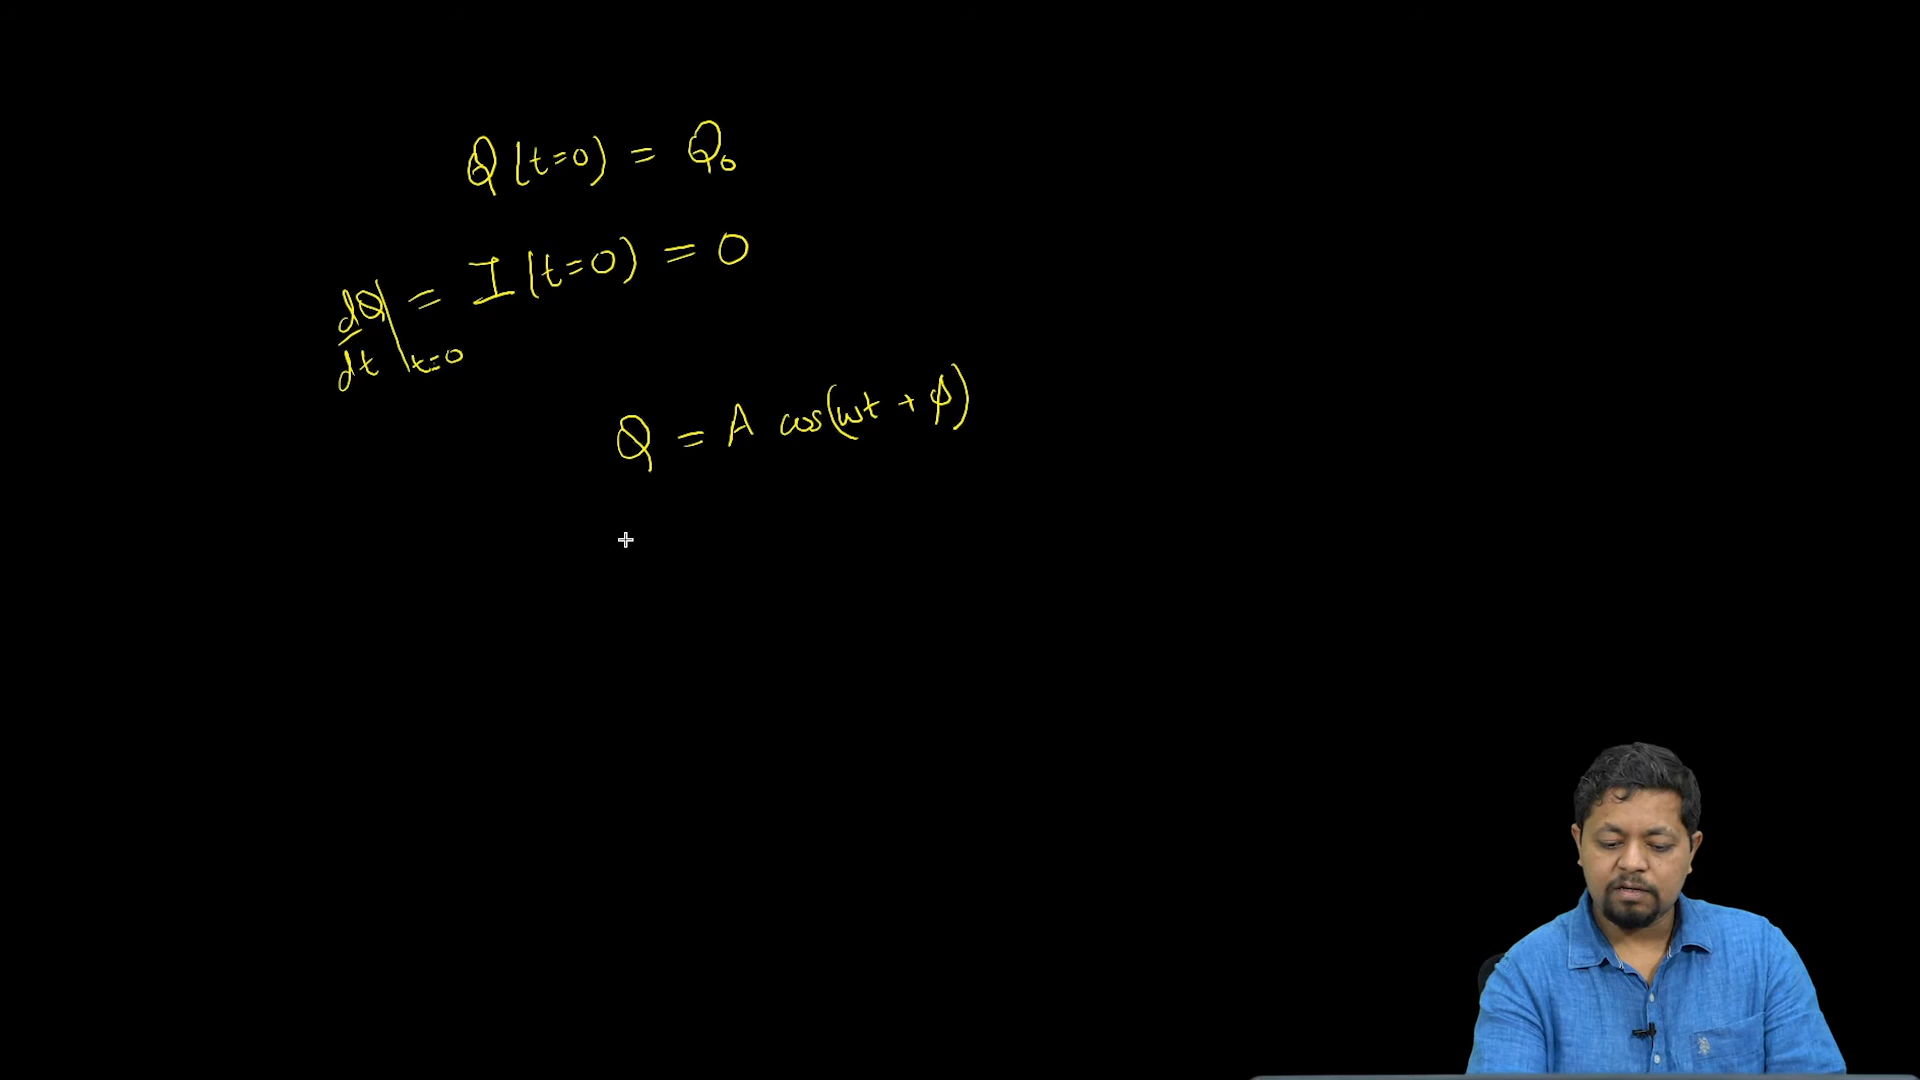 Q(t=0) = Q₀
dQ/dt|t=0 = I(t=0) = 0
Q = A cos(ωt + φ)